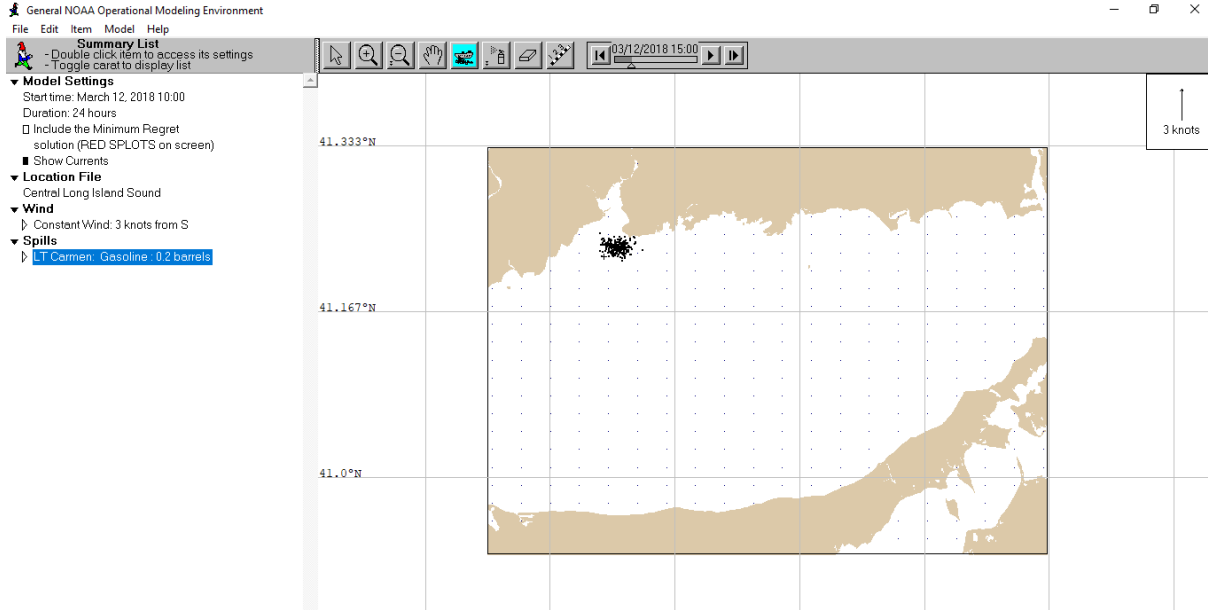 General NOAA Operational Modeling Environment
File Edit Item Model Help
Summary List
- Double click item to access its settings
- Toggle carat to display list
03/12/2018 15:00
Model Settings
Start time: March 12, 2018 10:00
Duration: 24 hours
Include the Minimum Regret
solution (RED SPLOTS on screen)
Show Currents
Location File
Central Long Island Sound
Wind
Constant Wind: 3 knots from S
Spills
LT Carmen: Gasoline : 0.2 barrels
3 knots
41.333°N
41.167°N
41.0°N